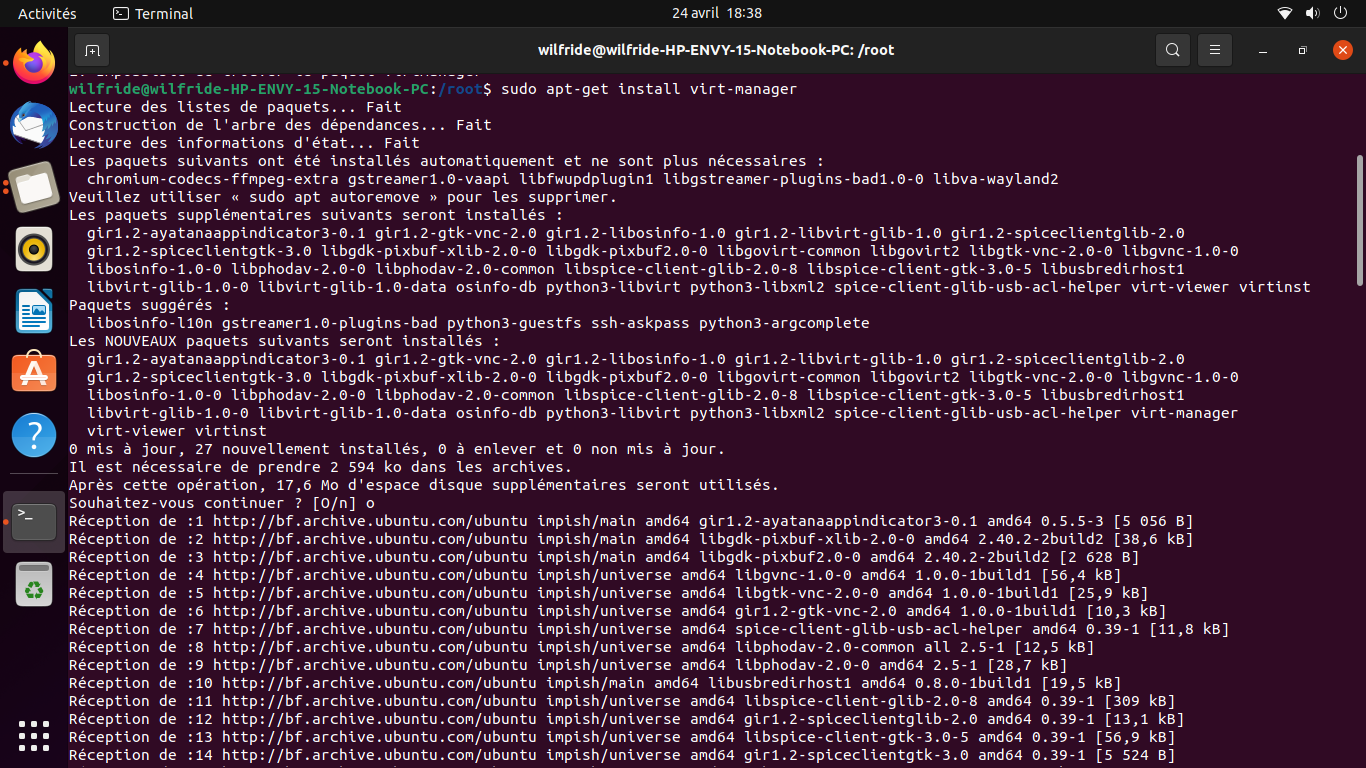 Activités
Terminal
24 avril 18:38
wilfride@wilfride-HP-ENVY-15-Notebook-PC: /root
wilfride@wilfride-HP-ENVY-15-Notebook-PC:/root$ sudo apt-get install virt-manager
Lecture des listes de paquets... Fait
Construction de l'arbre des dépendances... Fait
Lecture des informations d'état... Fait
Les paquets suivants ont été installés automatiquement et ne sont plus nécessaires :
chromium-codecs-ffmpeg-extra gstreamer1.0-vaapi libfwupdplugin1 libgstreamer-plugins-bad1.0-0 libva-wayland2
Veuillez utiliser « sudo apt autoremove » pour les supprimer.
Les paquets supplémentaires suivants seront installés :
gir1.2-ayatanaappindicator3-0.1 gir1.2-gtk-vnc-2.0 gir1.2-libosinfo-1.0 gir1.2-libvirt-glib-1.0 gir1.2-spiceclientglib-2.0
gir1.2-spiceclientgtk-3.0 libgdk-pixbuf-xlib-2.0-0 libgdk-pixbuf2.0-0 libgovirt-common libgovirt2 libgtk-vnc-2.0-0 libgvnc-1.0-0
libosinfo-1.0-0 libphodav-2.0-0 libphodav-2.0-common libspice-client-glib-2.0-8 libspice-client-gtk-3.0-5 libusbredirhost1
libvirt-glib-1.0-0 libvirt-glib-1.0-data osinfo-db python3-libvirt python3-libxml2 spice-client-glib-usb-acl-helper virt-viewer virtinst
Paquets suggérés :
libosinfo-l10n gstreamer1.0-plugins-bad python3-guestfs ssh-askpass python3-argcomplete
Les NOUVEAUX paquets suivants seront installés :
gir1.2-ayatanaappindicator3-0.1 gir1.2-gtk-vnc-2.0 gir1.2-libosinfo-1.0 gir1.2-libvirt-glib-1.0 gir1.2-spiceclientglib-2.0
gir1.2-spiceclientgtk-3.0 libgdk-pixbuf-xlib-2.0-0 libgdk-pixbuf2.0-0 libgovirt-common libgovirt2 libgtk-vnc-2.0-0 libgvnc-1.0-0
libosinfo-1.0-0 libphodav-2.0-0 libphodav-2.0-common libspice-client-glib-2.0-8 libspice-client-gtk-3.0-5 libusbredirhost1
libvirt-glib-1.0-0 libvirt-glib-1.0-data osinfo-db python3-libvirt python3-libxml2 spice-client-glib-usb-acl-helper virt-manager
virt-viewer virtinst
0 mis à jour, 27 nouvellement installés, 0 à enlever et 0 non mis à jour.
Il est nécessaire de prendre 2 594 ko dans les archives.
Après cette opération, 17,6 Mo d'espace disque supplémentaires seront utilisés.
Souhaitez-vous continuer ? [O/n] o
Réception de :1 http://bf.archive.ubuntu.com/ubuntu impish/main amd64 gir1.2-ayatanaappindicator3-0.1 amd64 0.5.5-3 [5 056 B]
Réception de :2 http://bf.archive.ubuntu.com/ubuntu impish/main amd64 libgdk-pixbuf-xlib-2.0-0 amd64 2.40.2-2build2 [38,6 kB]
Réception de :3 http://bf.archive.ubuntu.com/ubuntu impish/main amd64 libgdk-pixbuf2.0-0 amd64 2.40.2-2build2 [2 628 B]
Réception de :4 http://bf.archive.ubuntu.com/ubuntu impish/universe amd64 libgvnc-1.0-0 amd64 1.0.0-1build1 [56,4 kB]
Réception de :5 http://bf.archive.ubuntu.com/ubuntu impish/universe amd64 libgtk-vnc-2.0-0 amd64 1.0.0-1build1 [25,9 kB]
Réception de :6 http://bf.archive.ubuntu.com/ubuntu impish/universe amd64 gir1.2-gtk-vnc-2.0 amd64 1.0.0-1build1 [10,3 kB]
Réception de :7 http://bf.archive.ubuntu.com/ubuntu impish/universe amd64 spice-client-glib-usb-acl-helper amd64 0.39-1 [11,8 kB]
Réception de :8 http://bf.archive.ubuntu.com/ubuntu impish/universe amd64 libphodav-2.0-common all 2.5-1 [12,5 kB]
Réception de :9 http://bf.archive.ubuntu.com/ubuntu impish/universe amd64 libphodav-2.0-0 amd64 2.5-1 [28,7 kB]
Réception de :10 http://bf.archive.ubuntu.com/ubuntu impish/main amd64 libusbredirhost1 amd64 0.8.0-1build1 [19,5 kB]
Réception de :11 http://bf.archive.ubuntu.com/ubuntu impish/universe amd64 libspice-client-glib-2.0-8 amd64 0.39-1 [309 kB]
Réception de :12 http://bf.archive.ubuntu.com/ubuntu impish/universe amd64 gir1.2-spiceclientglib-2.0 amd64 0.39-1 [13,1 kB]
Réception de :13 http://bf.archive.ubuntu.com/ubuntu impish/universe amd64 libspice-client-gtk-3.0-5 amd64 0.39-1 [56,9 kB]
Réception de :14 http://bf.archive.ubuntu.com/ubuntu impish/universe amd64 gir1.2-spiceclientgtk-3.0 amd64 0.39-1 [5 524 B]